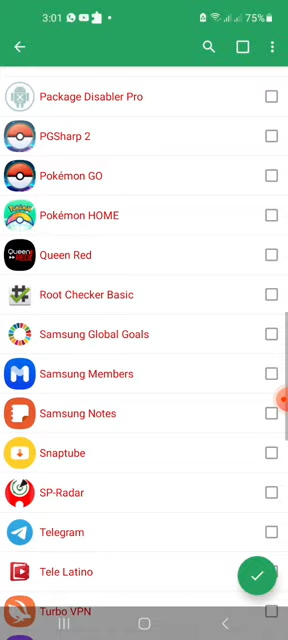 3:01
75%
Package Disabler Pro
PGSharp 2
Pokémon GO
Pokémon HOME
Queen Red
Root Checker Basic
Samsung Global Goals
Samsung Members
Samsung Notes
Snaptube
SP-Radar
Telegram
Tele Latino
Turbo VPN